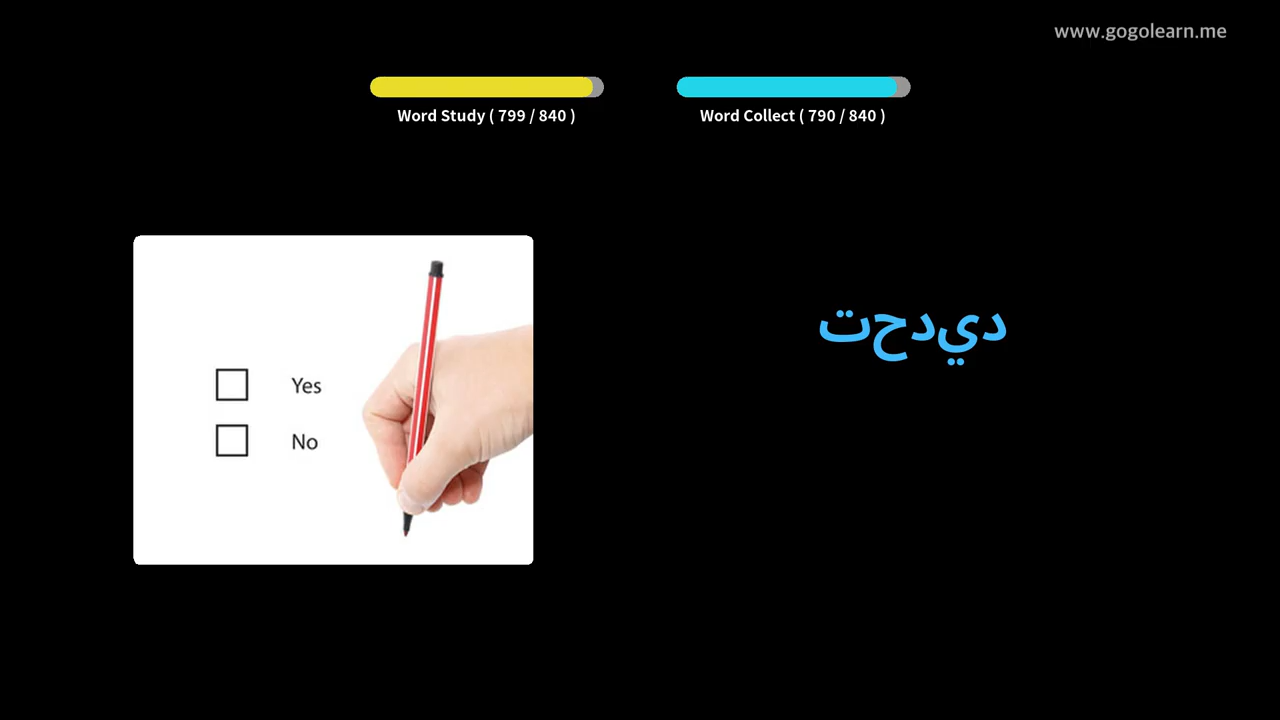 www.gogolearn.me
Word Study ( 799 / 840 )
Word Collect ( 790 / 840 )
تحديد
Yes
No